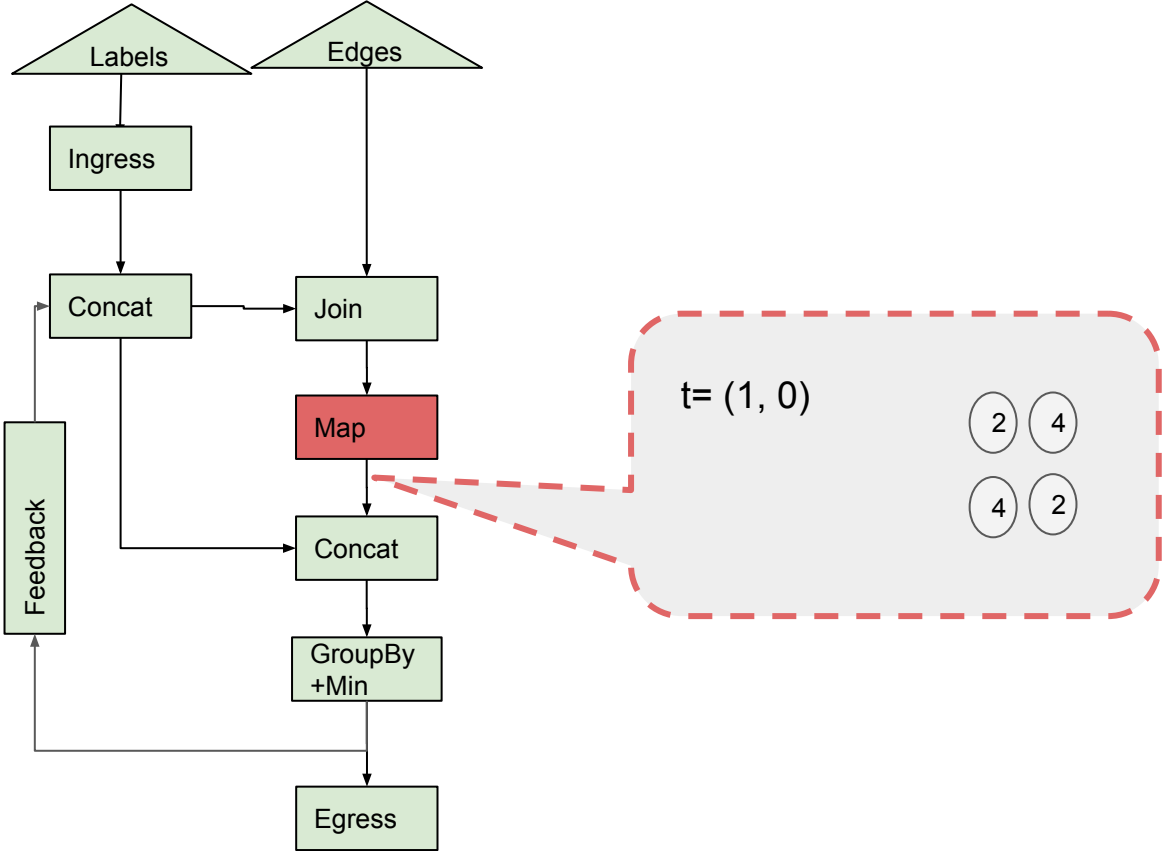 Labels
Edges
Ingress
Concat
Join
Map
t= (1, 0)
2 4
4 2
Feedback
Concat
GroupBy
+Min
Egress